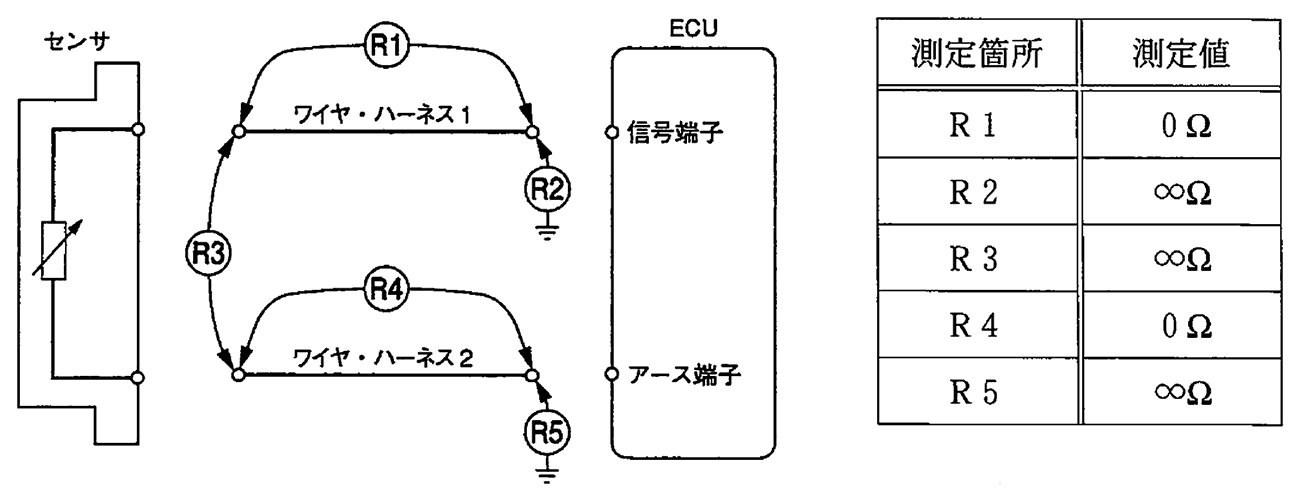 センサ
R1
ECU
ワイヤ・ハーネス1
信号端子
R2
R3
R4
ワイヤ・ハーネス2
アース端子
R5
測定箇所 測定値
R 1 0 Ω
R 2 ∞Ω
R 3 ∞Ω
R 4 0 Ω
R 5 ∞Ω